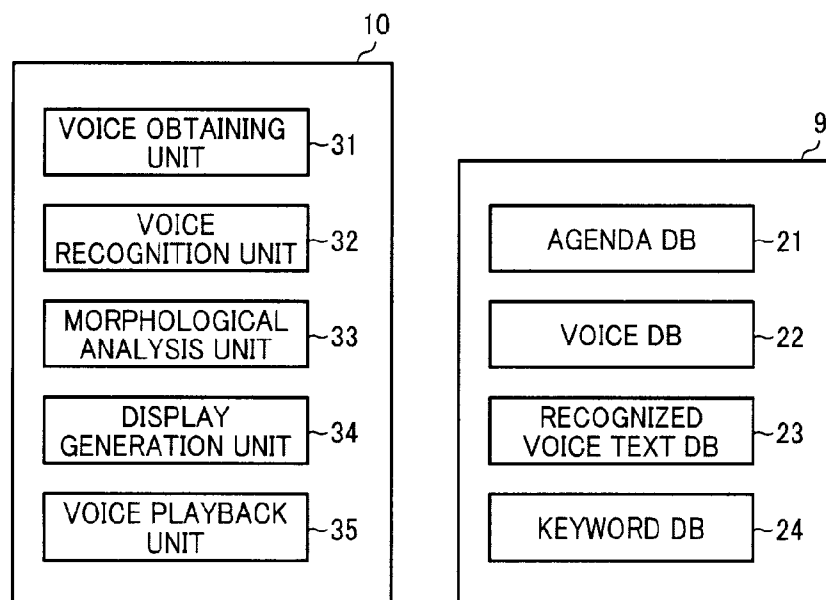 10
VOICE OBTAINING
UNIT
31
VOICE
RECOGNITION UNIT
32
MORPHOLOGICAL
ANALYSIS UNIT
33
DISPLAY
GENERATION UNIT
34
VOICE PLAYBACK
UNIT
35
9
AGENDA DB
21
VOICE DB
22
RECOGNIZED
VOICE TEXT DB
23
KEYWORD DB
24